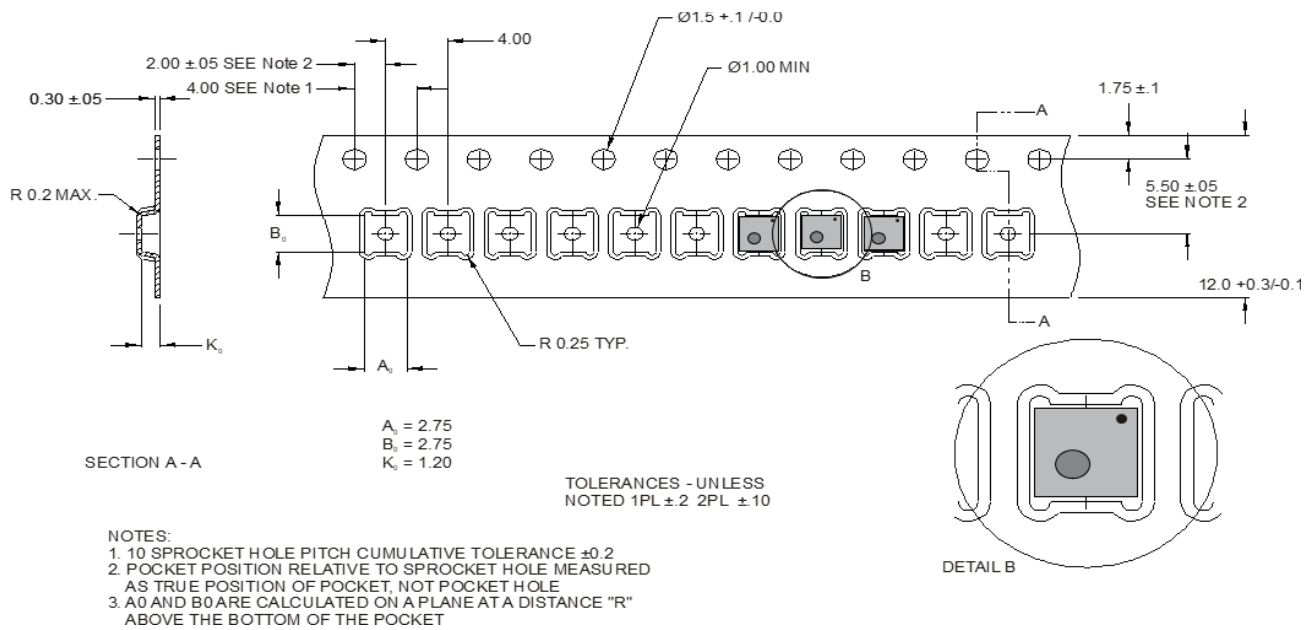 Ø1.5 +.1 /-0.0
4.00
2.00 ±.05 SEE Note 2
Ø1.00 MIN
4.00 SEE Note 1
0.30 ±.05
1.75 ±.1
A
R 0.2 MAX.
5.50 ±.05
SEE NOTE 2
B₀
B
12.0 +0.3/-0.1
A
K₀
R 0.25 TYP.
A₀
A₀ = 2.75
B₀ = 2.75
K₀ = 1.20
SECTION A - A
TOLERANCES - UNLESS
NOTED 1PL ±.2 2PL ±.10
NOTES:
1. 10 SPROCKET HOLE PITCH CUMULATIVE TOLERANCE ±0.2
2. POCKET POSITION RELATIVE TO SPROCKET HOLE MEASURED
AS TRUE POSITION OF POCKET, NOT POCKET HOLE
3. A0 AND B0 ARE CALCULATED ON A PLANE AT A DISTANCE "R"
ABOVE THE BOTTOM OF THE POCKET
DETAIL B